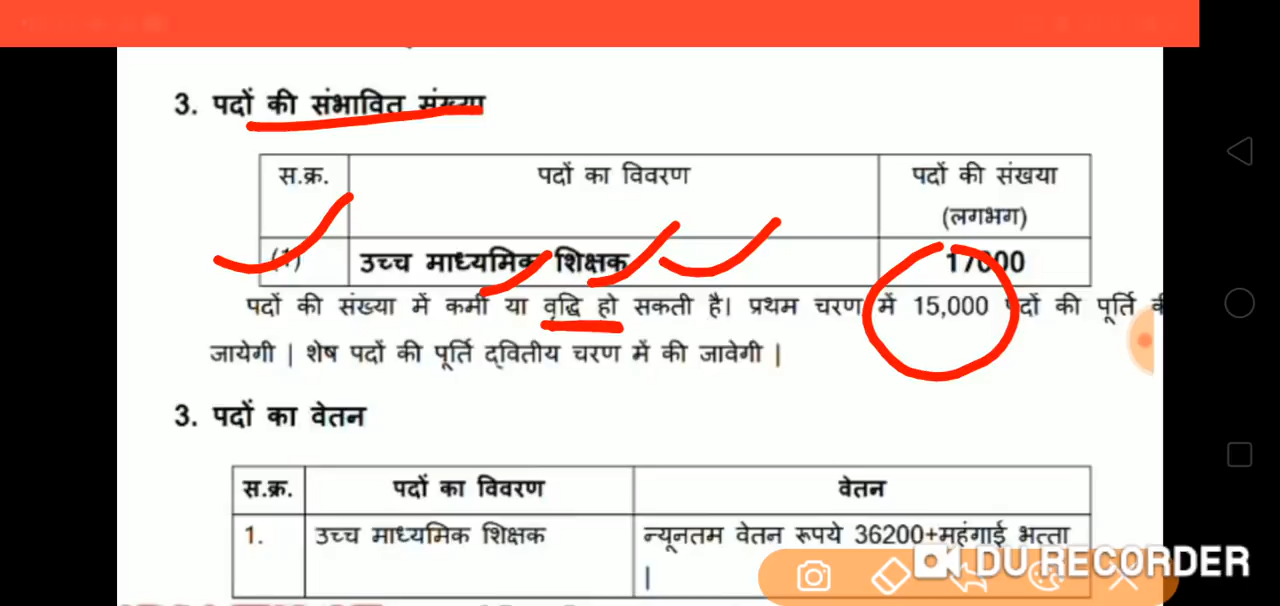 3. पदों की संभावित संख्या
स.क्र. पदों का विवरण पदों की संखया
(लगभग)
(1) उच्च माध्यमिक शिक्षक 17000
पदों की संख्या में कमी या वृद्धि हो सकती है। प्रथम चरण में 15,000 पदों की पूर्ति की
जायेगी | शेष पदों की पूर्ति द्वितीय चरण में की जावेगी |
3. पदों का वेतन
स.क्र. पदों का विवरण वेतन
1. उच्च माध्यमिक शिक्षक न्यूनतम वेतन रूपये 36200+महंगाई भत्ता
|
DU RECORDER